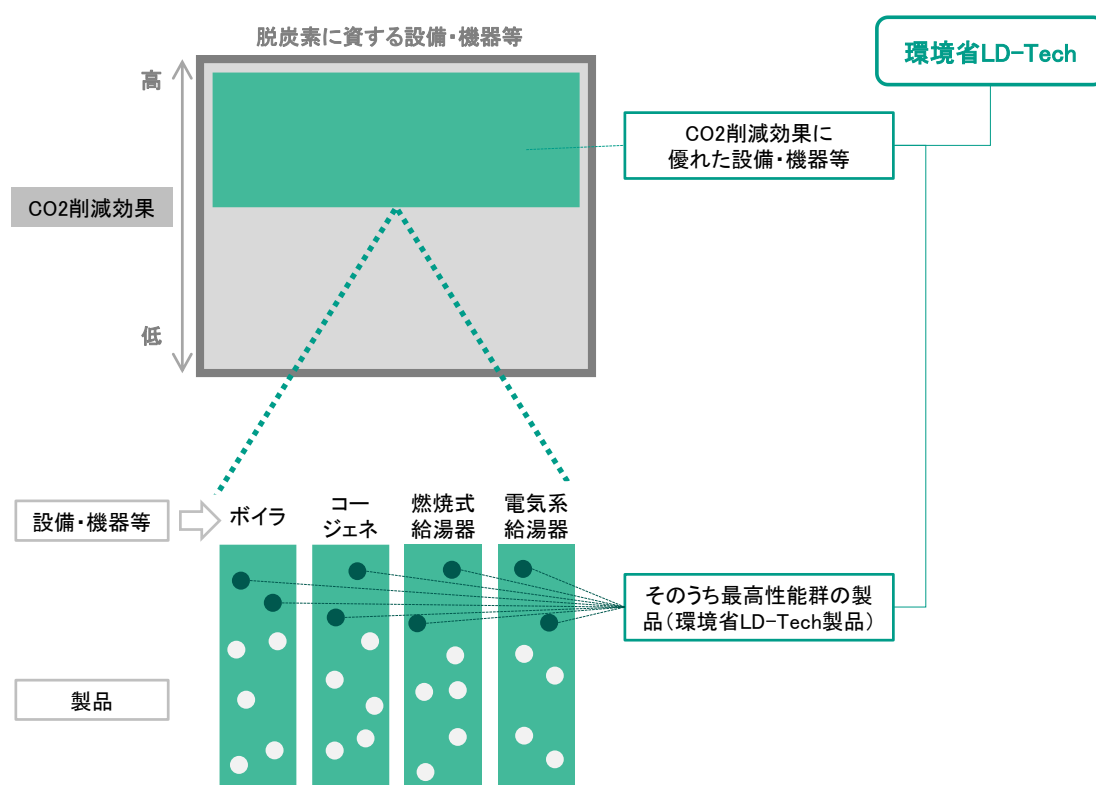 脱炭素に資する設備・機器等
環境省LD-Tech
高
CO2削減効果に
優れた設備・機器等
CO2削減効果
低
設備・機器等
ボイラ
コー
ジェネ
燃焼式
給湯器
電気系
給湯器
そのうち最高性能群の製
品(環境省LD-Tech製品)
製品